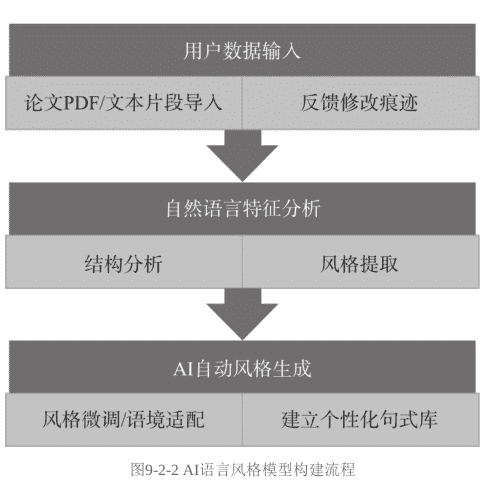 用户数据输入
论文PDF/文本片段导入 反馈修改痕迹
自然语言特征分析
结构分析 风格提取
AI自动风格生成
风格微调/语境适配 建立个性化句式库
图9-2-2 AI语言风格模型构建流程